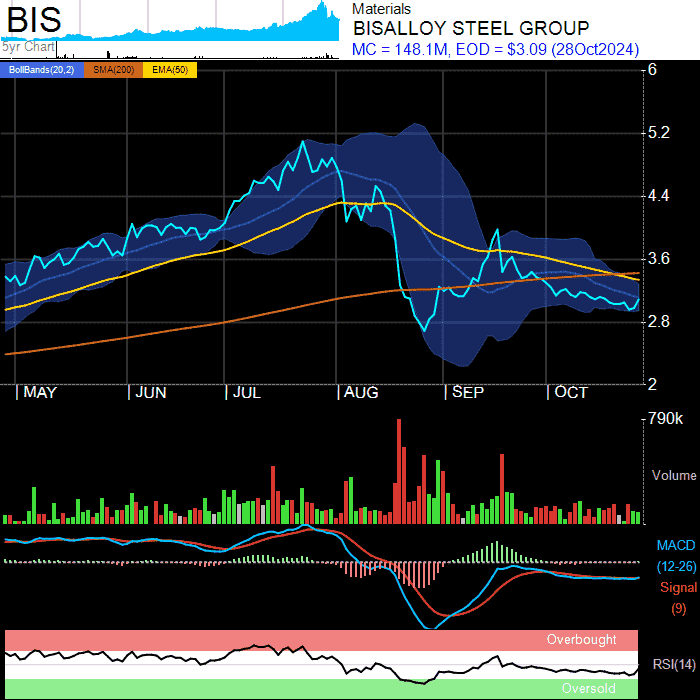 BIS
5yr Chart
Materials
BISALLOY STEEL GROUP
MC = 148.1M, EOD = $3.09 (28Oct2024)
BollBands(20,2) SMA(200) EMA(50)
6
5.2
4.4
3.6
2.8
2
MAY JUN JUL AUG SEP OCT
790k
Volume
MACD
(12-26)
Signal
(9)
Overbought
RSI(14)
Oversold